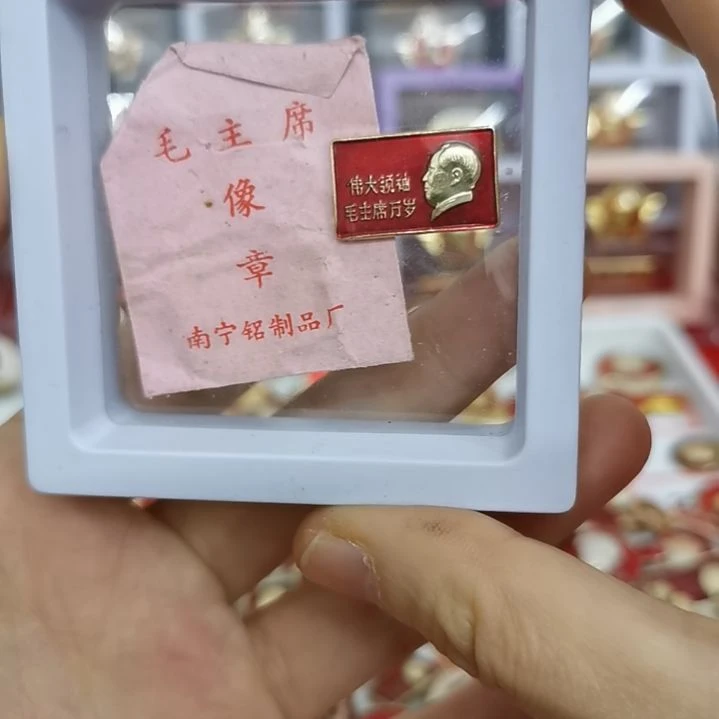 毛主席
像
章
南宁铝制品厂
伟大领袖
毛主席万岁